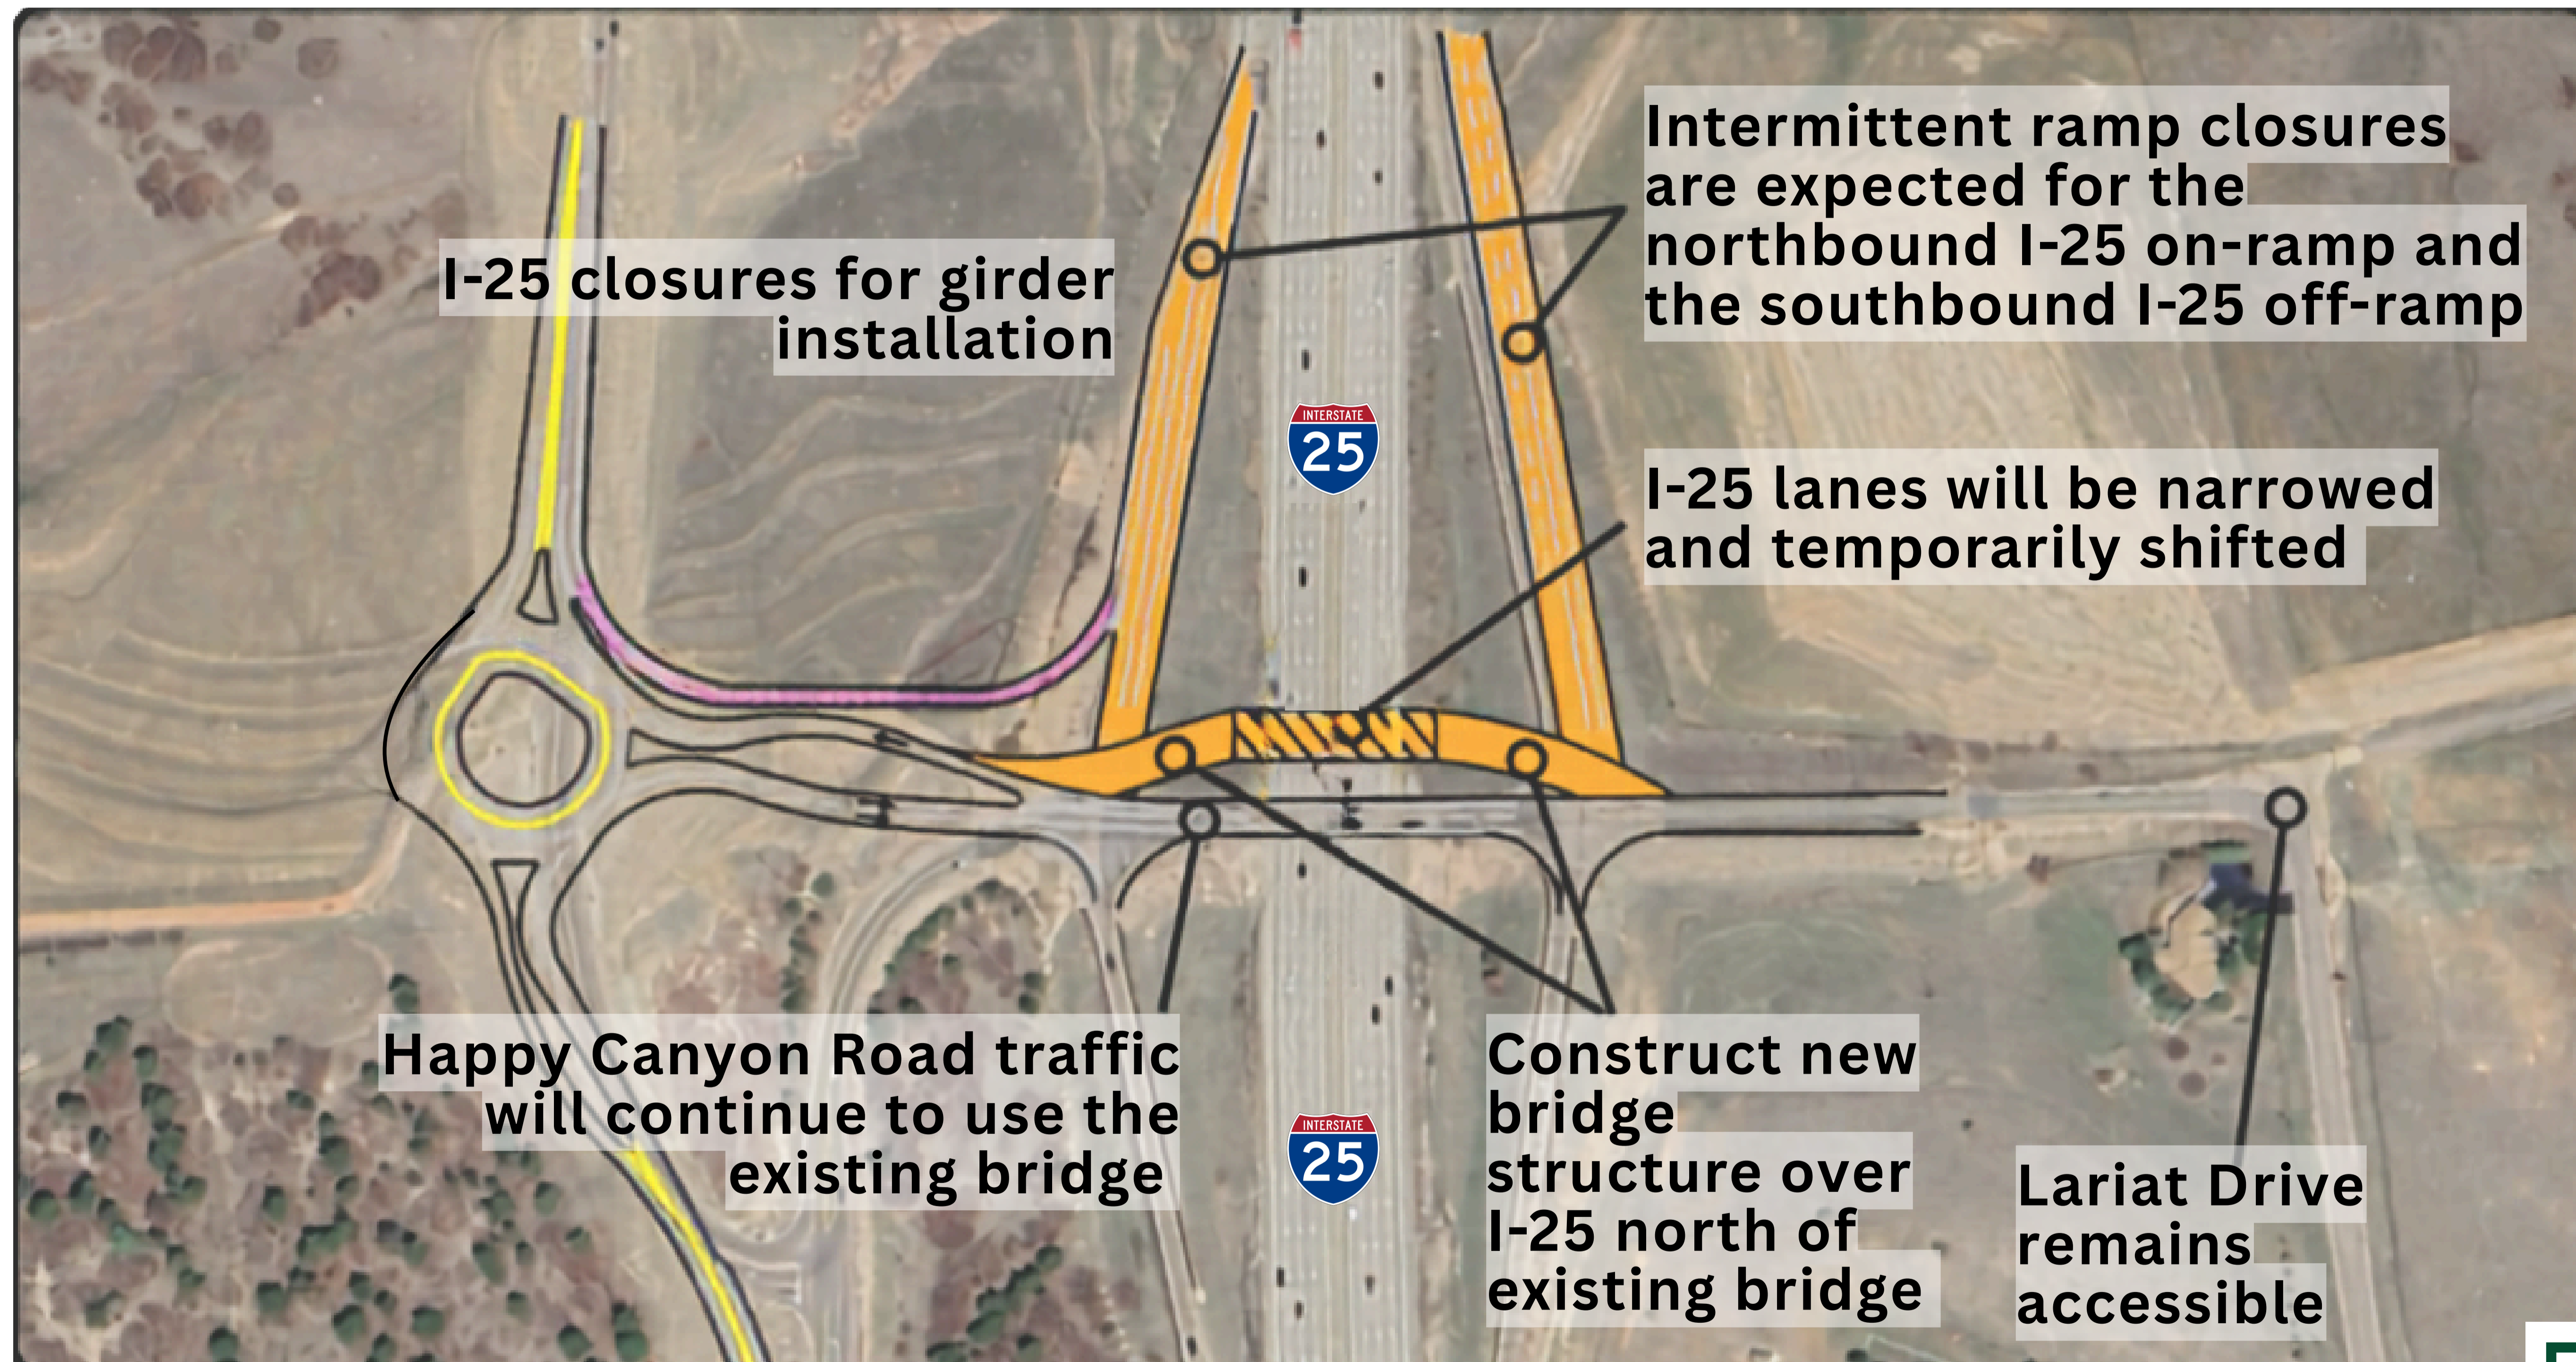 Intermittent ramp closures
are expected for the
northbound I-25 on-ramp and
the southbound I-25 off-ramp
I-25 closures for girder
installation
INTERSTATE
25
I-25 lanes will be narrowed
and temporarily shifted
Happy Canyon Road traffic
will continue to use the
existing bridge
INTERSTATE
25
Construct new
bridge
structure over
I-25 north of
existing bridge
Lariat Drive
remains
accessible